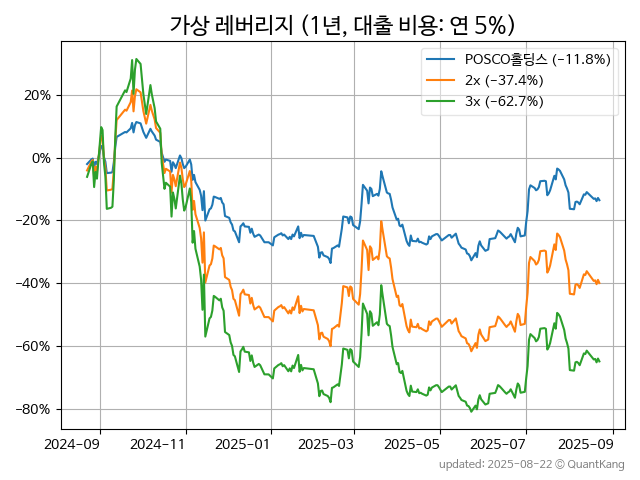 가상 레버리지 (1년, 대출 비용: 연 5%)
POSCO홀딩스 (−11.8%)
2x (−37.4%)
3x (−62.7%)
20%
0%
−20%
−40%
−60%
−80%
2024-09 2024-11 2025-01 2025-03 2025-05 2025-07 2025-09
updated: 2025-08-22 © QuantKang